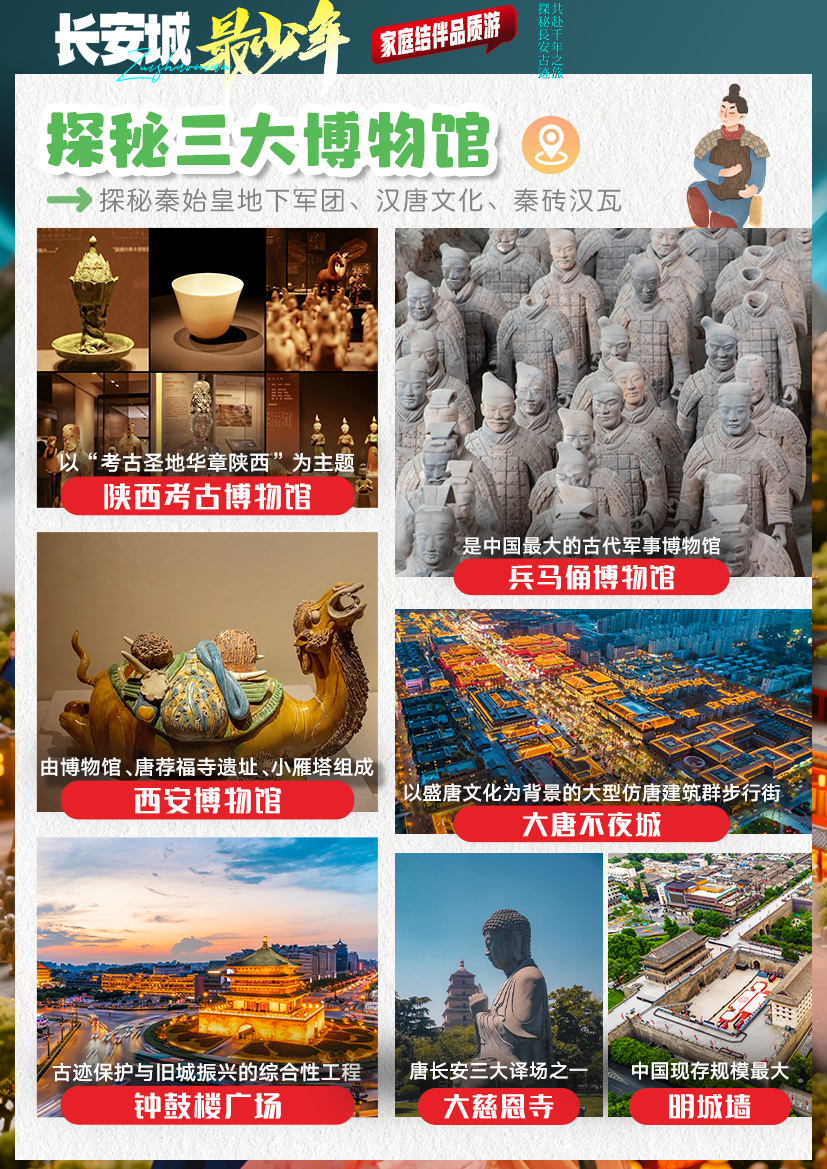 长安城最少年
Zuishaonian
家庭结伴品质游
共赴千年之旅
探秘長安古迹
探秘三大博物馆
探秘秦始皇地下军团、汉唐文化、秦砖汉瓦
以“考古圣地华章陕西”为主题
陕西考古博物馆
是中国最大的古代军事博物馆
兵马俑博物馆
由博物馆、唐荐福寺遗址、小雁塔组成
西安博物馆
以盛唐文化为背景的大型仿唐建筑群步行街
大唐不夜城
古迹保护与旧城振兴的综合性工程
钟鼓楼广场
唐长安三大译场之一
大慈恩寺
中国现存规模最大
明城墙